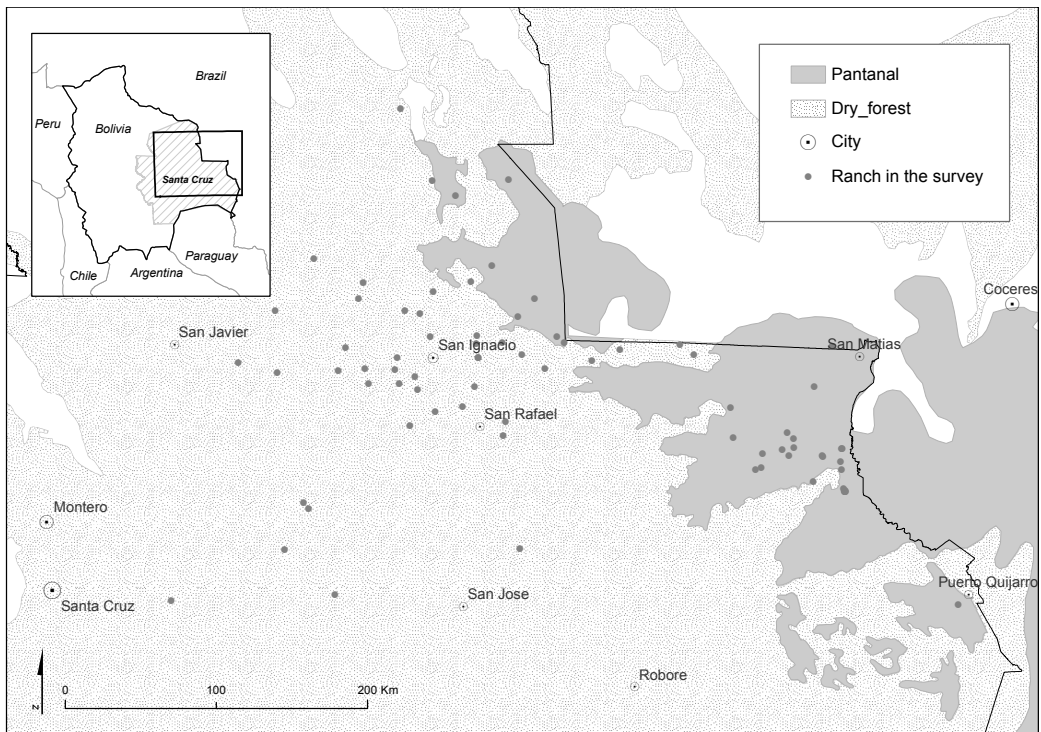 Brazil
Peru
Bolivia
Santa Cruz
Paraguay
Chile
Argentina
Pantanal
Dry_forest
City
Ranch in the survey
Coceres
San Javier
San Ignacio
San Matias
San Rafael
Montero
Santa Cruz
San Jose
Puerto Quijarro
Robore
z
0
100
200 Km